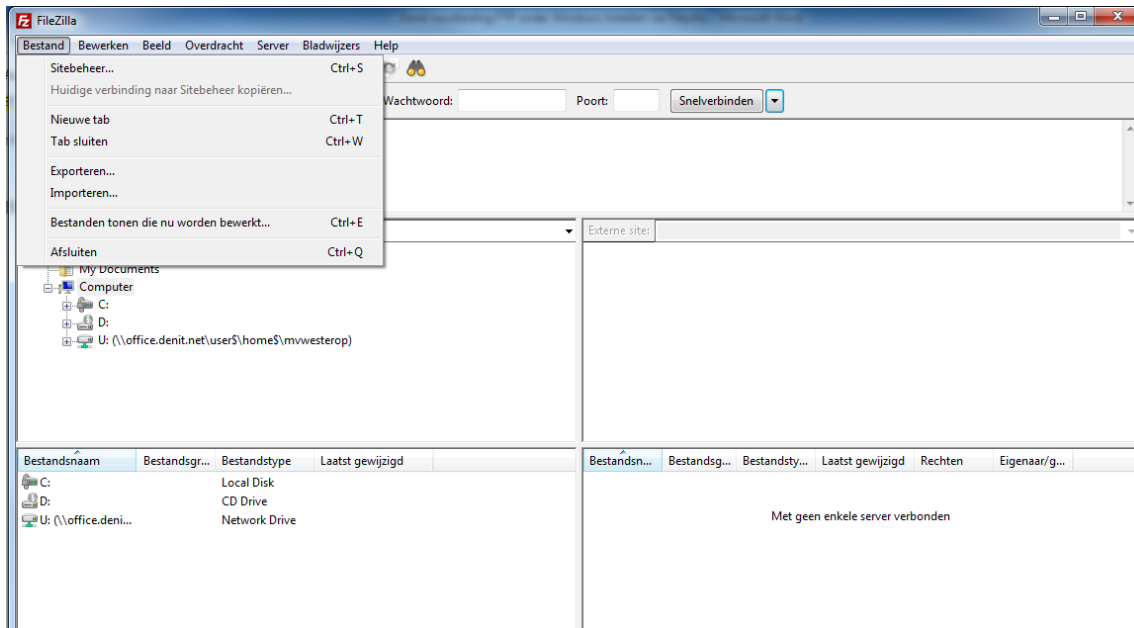 FileZilla
Bestand Bewerken Beeld Overdracht Server Bladwijzers Help
Sitebeheer... Ctrl+S
Huidige verbinding naar Sitebeheer kopiëren...
Wachtwoord: Poort: Snelverbinden
Nieuwe tab Ctrl+T
Tab sluiten Ctrl+W
Exporteren...
Importeren...
Bestanden tonen die nu worden bewerkt... Ctrl+E
Externe site:
Afsluiten Ctrl+Q
My Documents
Computer
C:
D:
U: (\\office.denit.net\user$\home$\mvwesterop)
Bestandsnaam Bestandsgr... Bestandstype Laatst gewijzigd
Bestandsn... Bestandsg... Bestandsty... Laatst gewijzigd Rechten Eigenaar/g...
C: Local Disk
D: CD Drive
U: (\\office.deni... Network Drive
Met geen enkele server verbonden